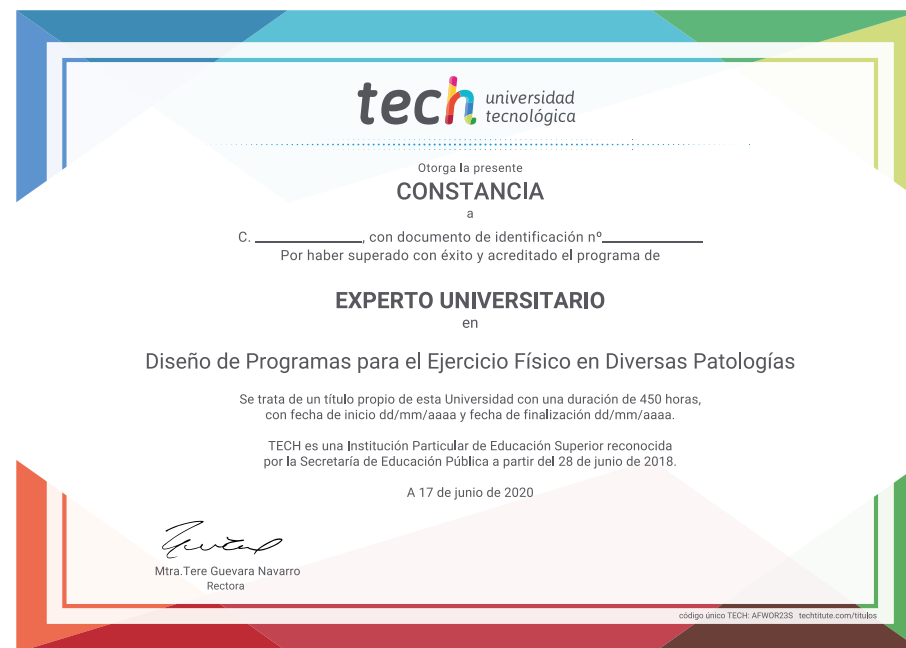 tech universidad
tecnológica
Otorga la presente
CONSTANCIA
a
C. ______________, con documento de identificación nº_____________
Por haber superado con éxito y acreditado el programa de
EXPERTO UNIVERSITARIO
en
Diseño de Programas para el Ejercicio Físico en Diversas Patologías
Se trata de un título propio de esta Universidad con una duración de 450 horas,
con fecha de inicio dd/mm/aaaa y fecha de finalización dd/mm/aaaa.
TECH es una Institución Particular de Educación Superior reconocida
por la Secretaría de Educación Pública a partir del 28 de junio de 2018.
A 17 de junio de 2020
Mtra.Tere Guevara Navarro
Rectora
código único TECH: AFWOR23S techtitute.com/titulos